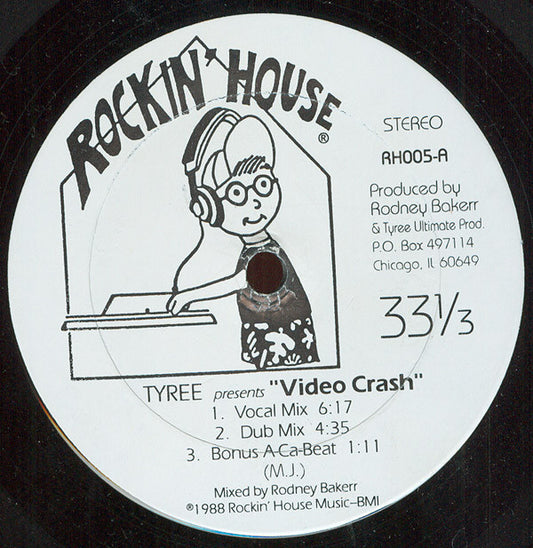 ROCKIN' HOUSE
®
STEREO
RH005-A
Produced by
Rodney Bakerr
& Tyree Ultimate Prod.
P.O. Box 497114
Chicago, IL 60649
33 1/3
TYREE presents "Video Crash"
1. Vocal Mix 6:17
2. Dub Mix 4:35
3. Bonus A-Ca-Beat 1:11
(M.J.)
Mixed by Rodney Bakerr
℗1988 Rockin' House Music–BMI